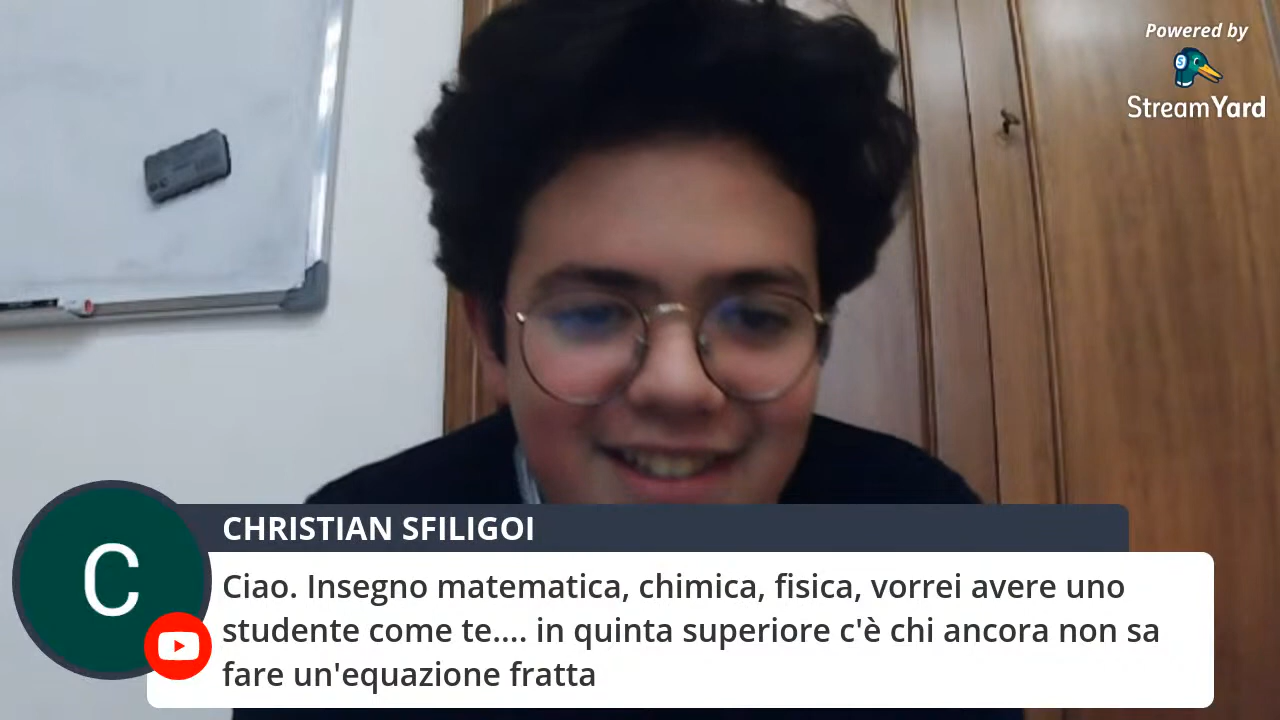 Powered by
StreamYard
CHRISTIAN SFILIGOI
Ciao. Insegno matematica, chimica, fisica, vorrei avere uno
studente come te.... in quinta superiore c'è chi ancora non sa
fare un'equazione fratta
C